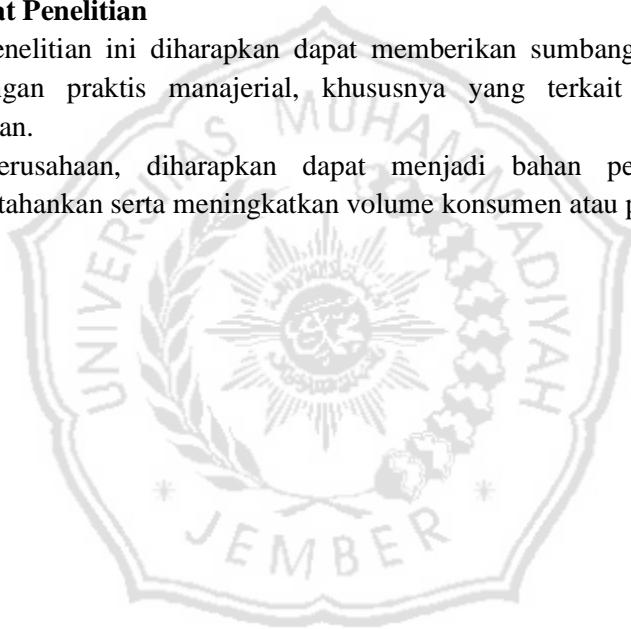 at Penelitian
enelitian ini diharapkan dapat memberikan sumbang
ngan praktis manajerial, khususnya yang terkait
an.
erusahaan, diharapkan dapat menjadi bahan pe
tahankan serta meningkatkan volume konsumen atau p
UNIVERSITAS MUHAMMADIYAH
JEMBER